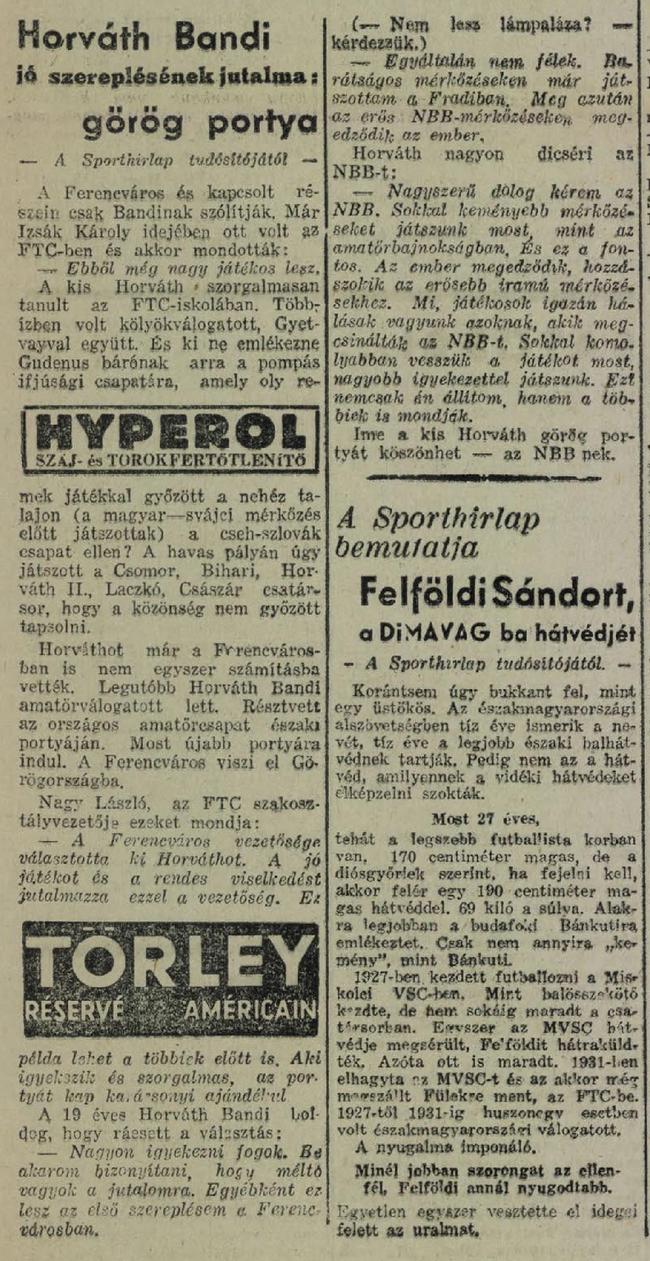 Horváth Bandi
jó szereplésének jutalma:
görög portya
— A Sporthirlap tudósítójától —
A Ferencváros és kapcsolt ré-
szein csak Bandinak szólítják. Már
Izsák Károly idejében ott volt az
FTC-ben és akkor mondották:
— Ebből még nagy játékos lesz.
A kis Horváth szorgalmasan
tanult az FTC-iskolában. Több-
ízben volt kölyökválogatott, Gyet-
vayval együtt. És ki ne emlékezne
Gudenus bárónak arra a pompás
ifjúsági csapatára, amely oly re-
HYPEROL
SZÁJ- és TOROKFERTŐTLENÍTŐ
mek játékkal győzött a nehéz ta-
lajon (a magyar—svájci mérkőzés
előtt játszottak) a cseh-szlovák
csapat ellen? A havas pályán úgy
játszott a Csomor, Bihari, Hor-
váth II., Laczkó, Császár csatár-
sor, hogy a közönség nem győzött
tapsolni.
Horváthot már a Ferencváros-
ban is nem egyszer számításba
vették. Legutóbb Horváth Bandi
amatőrválogatott lett. Résztvett
az országos amatőrcsapat északi
portyáján. Most újabb portyára
indul. A Ferencváros viszi el Gö-
rögországba.
Nagy László, az FTC szakosz-
tályvezetője ezeket mondja:
— A Ferencváros vezetősége
választotta ki Horváthot. A jó
játékot és a rendes viselkedést
jutalmazza ezzel a vezetőség. Ez
TÖRLEY
RESERVÉ AMÉRICAIN
példa lehet a többiek előtt is. Aki
igyekszik és szorgalmas, az por-
tyát kap karácsonyi ajándékul
A 19 éves Horváth Bandi bol-
dog, hogy ráesett a választás:
— Nagyon igyekezni fogok. Be
akarom bizonyítani, hogy méltó
vagyok a jutalomra. Egyébként ez
lesz az első szereplésem a Ferenc-
városban.
(— Nem lesz lámpaláza? —
kérdezzük.)
— Egyáltalán nem félek. Ba-
rátságos mérkőzéseken már ját-
szottam a Fradiban. Meg azután
az erős NBB-mérkőzéseken meg-
edződik az ember.
Horváth nagyon dicséri az
NBB-t:
— Nagyszerű dolog kérem az
NBB. Sokkal keményebb mérkőzé-
seket játszunk most, mint az
amatőrbajnokságban. És ez a fon-
tos. Az ember megedződik, hozzá-
szokik az erősebb iramú mérkőzé-
sekhez. Mi, játékosok igazán há-
lásak vagyunk azoknak, akik meg-
csinálták az NBB-t. Sokkal komo-
lyabban vesszük a játékot most,
nagyobb igyekezettel játszunk. Ezt
nemcsak én állítom, hanem a töb-
biek is mondják.
Ime a kis Horváth görög por-
tyát köszönhet — az NBB nek.
A Sporthirlap
bemutatja
Felföldi Sándort,
a DiMÁVAG ba hátvédjét
— A Sporthirlap tudósítójától. —
Korántsem úgy bukkant fel, mint
egy üstökös. Az északmagyarországi
alszövetségben tíz éve ismerik a ne-
vét, tíz éve a legjobb északi balhát-
védnek tartják. Pedig nem az a hát-
véd, amilyennek a vidéki hátvédeket
elképzelni szokták.
Most 27 éves,
tehát a legszebb futballista korban
van. 170 centiméter magas, de a
diósgyőriek szerint, ha fejelni kell,
akkor felér egy 190 centiméter ma-
gas hátvéddel. 69 kiló a súlya. Alak-
ra legjobban a budafoki Bánkutira
emlékeztet. Csak nem annyira „ke-
mény", mint Bánkuti.
1927-ben kezdett futballozni a Mis-
kolci VSC-ben. Mint balösszekötő
kezdte, de nem sokáig maradt a csa-
társorban. Egyszer az MVSC hát-
védje megsérült, Felföldit hátraküld-
ték. Azóta ott is maradt. 1931-ben
elhagyta az MVSC-t és az akkor még
megszállt Fülekre ment, az FTC-be.
1927-től 1931-ig huszonegy esetben
volt északmagyarországi válogatott.
A nyugalma imponáló.
Minél jobban szorongat az ellen-
fél, Felföldi annál nyugodtabb.
Egyetlen egyszer vesztette el idegei
felett az uralmat.